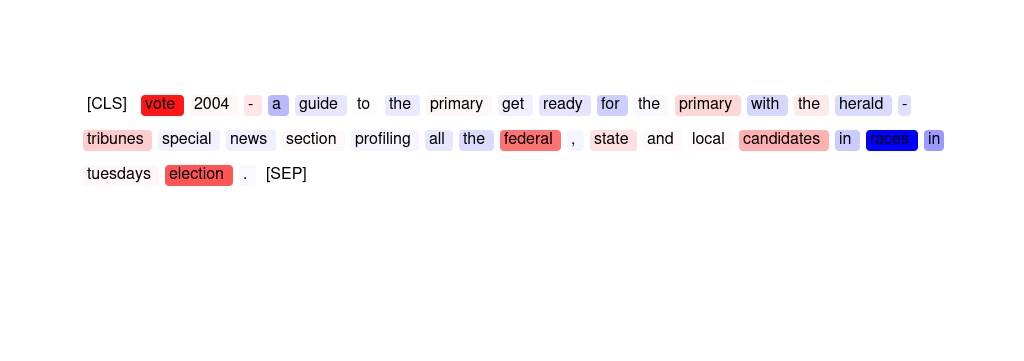 [CLS] vote 2004 - a guide to the primary get ready for the primary with the herald -
tribunes special news section profiling all the federal , state and local candidates in races in
tuesdays election . [SEP]